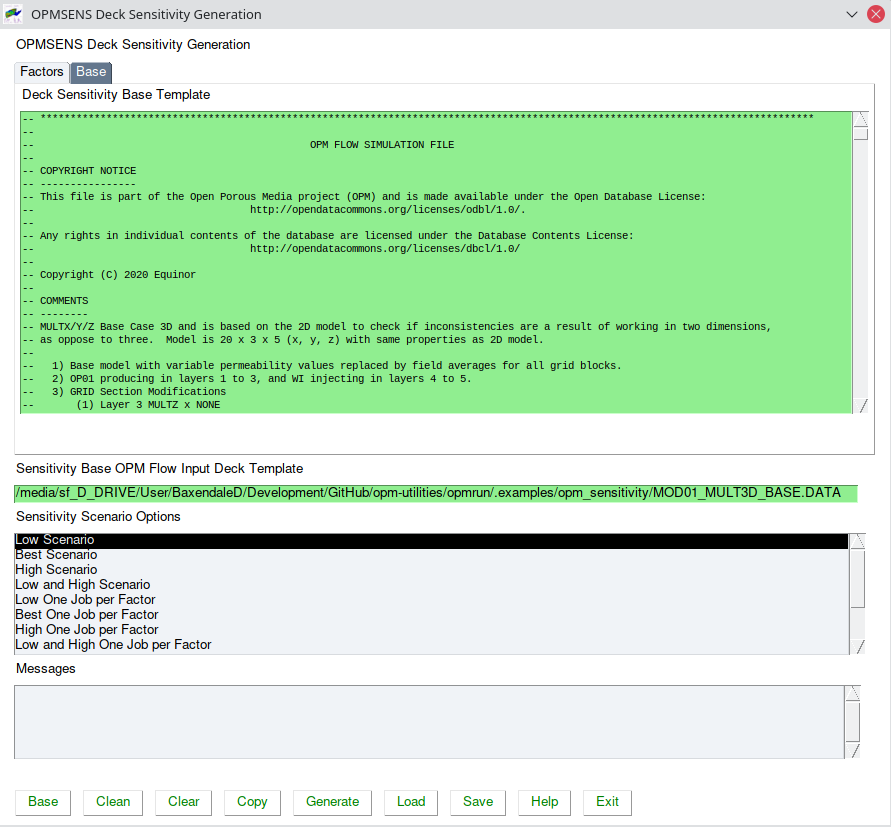 OPMSENS Deck Sensitivity Generation
OPMSENS Deck Sensitivity Generation
Factors Base
Deck Sensitivity Base Template
-- *********************************************************************************************************************************
--
-- OPM FLOW SIMULATION FILE
--
-- COPYRIGHT NOTICE
-- ----------------
-- This file is part of the Open Porous Media project (OPM) and is made available under the Open Database License:
-- http://opendatacommons.org/licenses/odbl/1.0/.
--
-- Any rights in individual contents of the database are licensed under the Database Contents License:
-- http://opendatacommons.org/licenses/dbcl/1.0/
--
-- Copyright (C) 2020 Equinor
--
-- COMMENTS
-- --------
-- MULTX/Y/Z Base Case 3D and is based on the 2D model to check if inconsistencies are a result of working in two dimensions,
-- as oppose to three.  Model is 20 x 3 x 5 (x, y, z) with same properties as 2D model.
--
-- 1) Base model with variable permeability values replaced by field averages for all grid blocks.
-- 2) OP01 producing in layers 1 to 3, and WI injecting in layers 4 to 5.
-- 3) GRID Section Modifications
-- (1) Layer 3 MULTZ x NONE
Sensitivity Base OPM Flow Input Deck Template
/media/sf_D_DRIVE/User/BaxendaleD/Development/GitHub/opm-utilities/opmrun/.examples/opm_sensitivity/MOD01_MULT3D_BASE.DATA
Sensitivity Scenario Options
Low Scenario
Best Scenario
High Scenario
Low and High Scenario
Low One Job per Factor
Best One Job per Factor
High One Job per Factor
Low and High One Job per Factor
Messages
Base Clean Clear Copy Generate Load Save Help Exit